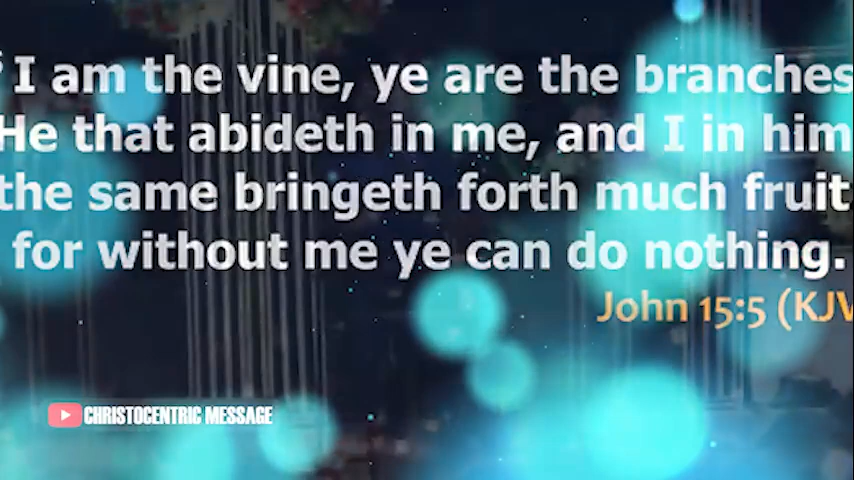 I am the vine, ye are the branches
He that abideth in me, and I in him
the same bringeth forth much fruit
for without me ye can do nothing.
John 15:5 (KJV
CHRISTOCENTRIC MESSAGE